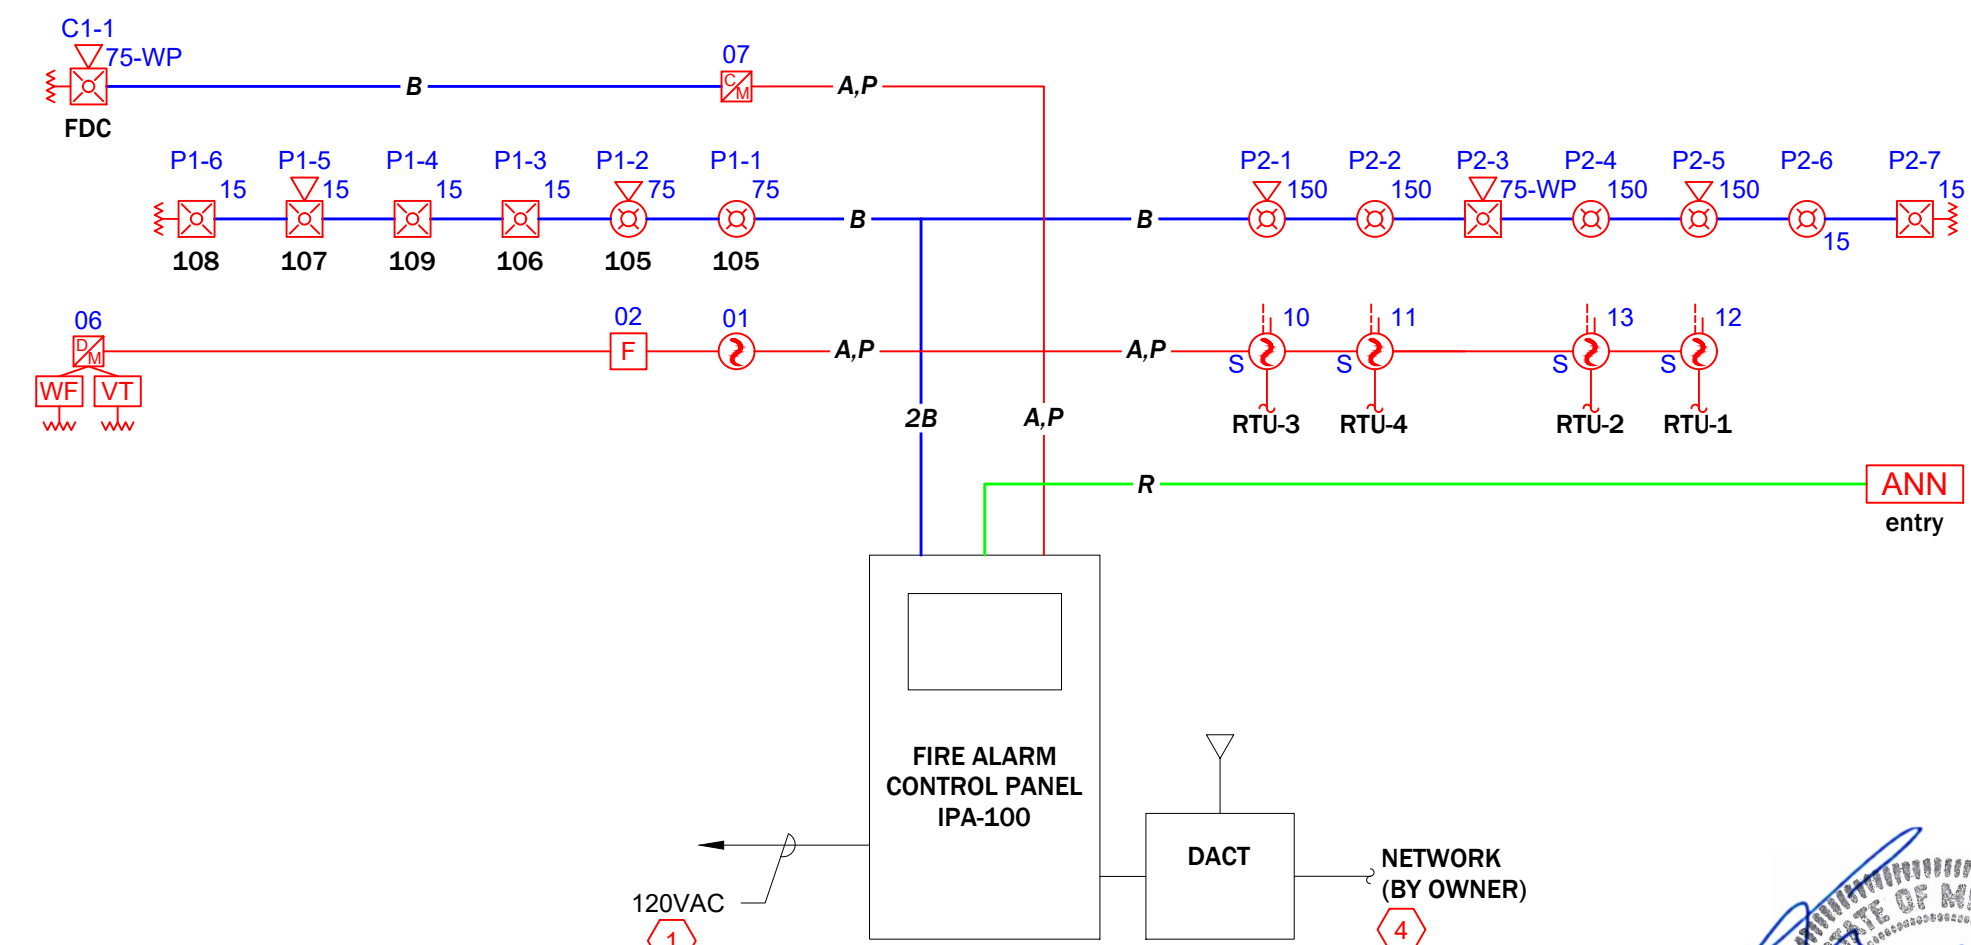 C1-1
75-WP
07
C
M
B
A,P
FDC
P1-6 P1-5 P1-4 P1-3 P1-2 P1-1
15 15 15 15 75 75
B
108 107 109 106 105 105
P2-1 P2-2 P2-3 P2-4 P2-5 P2-6 P2-7
150 150 75-WP 150 150 15 15
B
06 02 01
D
M
F
A,P
WF VT
A,P
10 11 13 12
S S S S
RTU-3 RTU-4 RTU-2 RTU-1
2B
A,P
R
ANN
entry
FIRE ALARM
CONTROL PANEL
IPA-100
DACT
NETWORK
(BY OWNER)
120VAC
1
4
OF